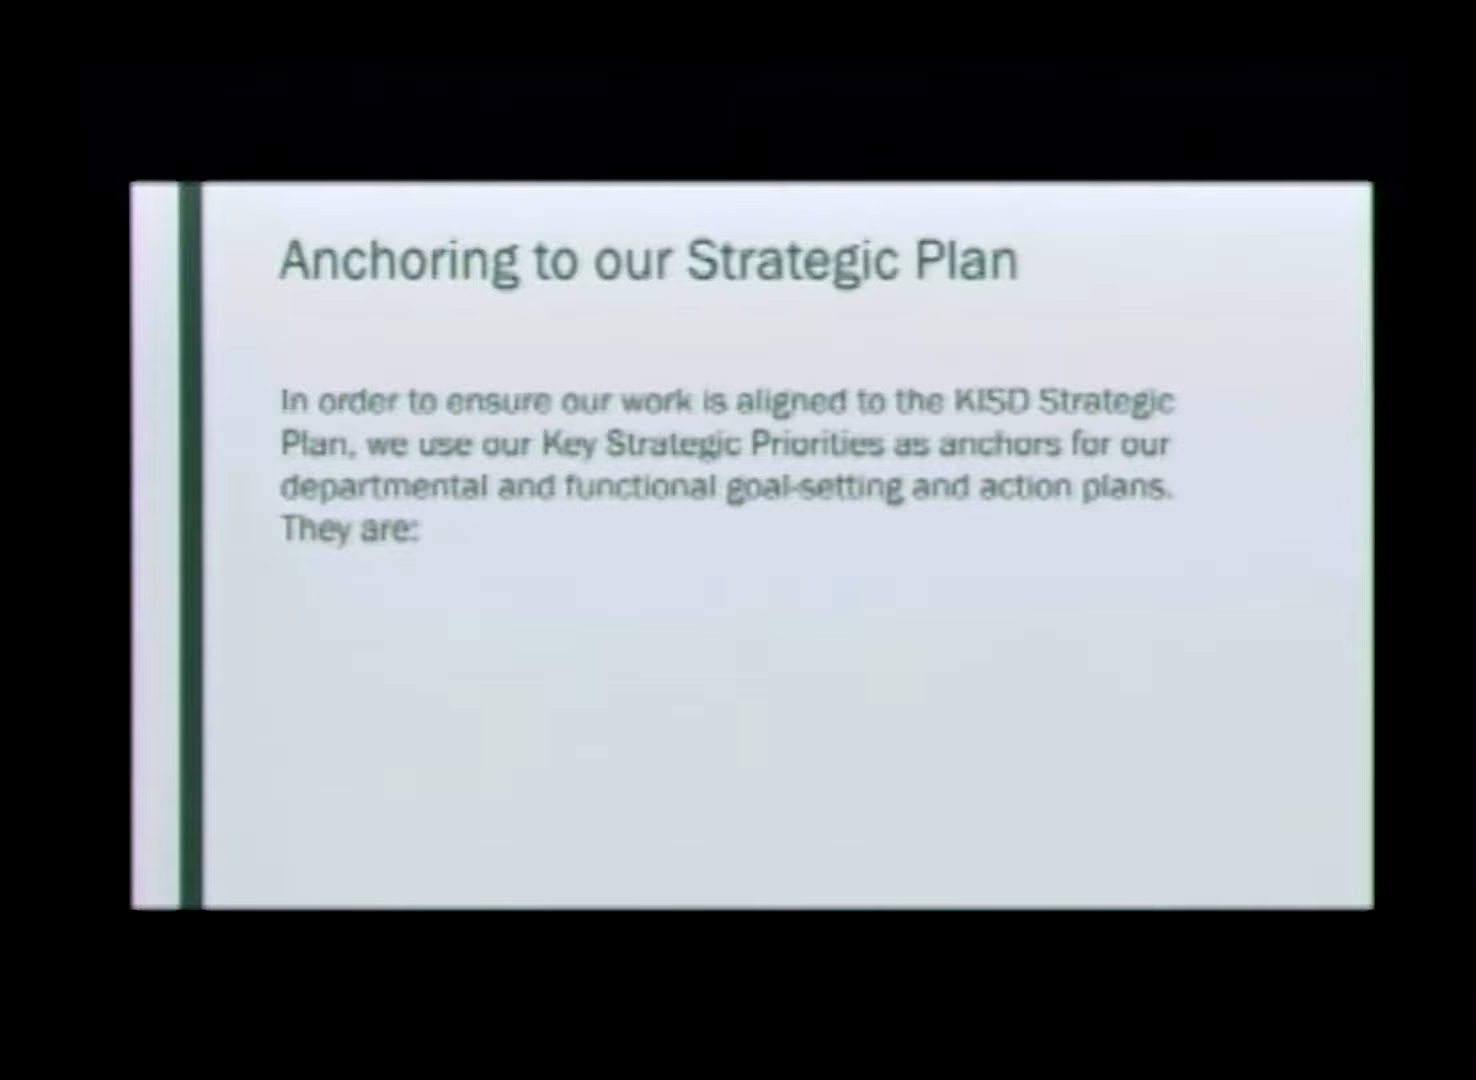 Anchoring to our Strategic Plan
In order to ensure our work is aligned to the KISD Strategic
Plan, we use our Key Strategic Priorities as anchors for our
departmental and functional goal-setting and action plans.
They are: